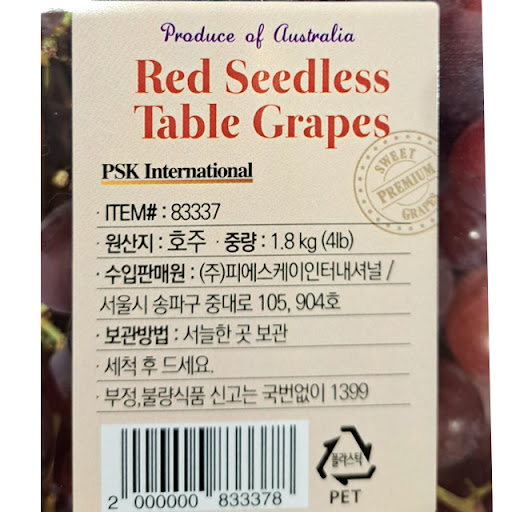 Produce of Australia
Red Seedless
Table Grapes
SWEET
PREMIUM
GRAPES
PSK International
· ITEM# : 83337
· 원산지 : 호주 · 중량 : 1.8 kg (4lb)
· 수입판매원 : (주)피에스케이인터내셔널 /
서울시 송파구 중대로 105, 904호
· 보관방법 : 서늘한 곳 보관
· 세척 후 드세요.
· 부정,불량식품 신고는 국번없이 1399
플라스틱
PET
2 000000 833378